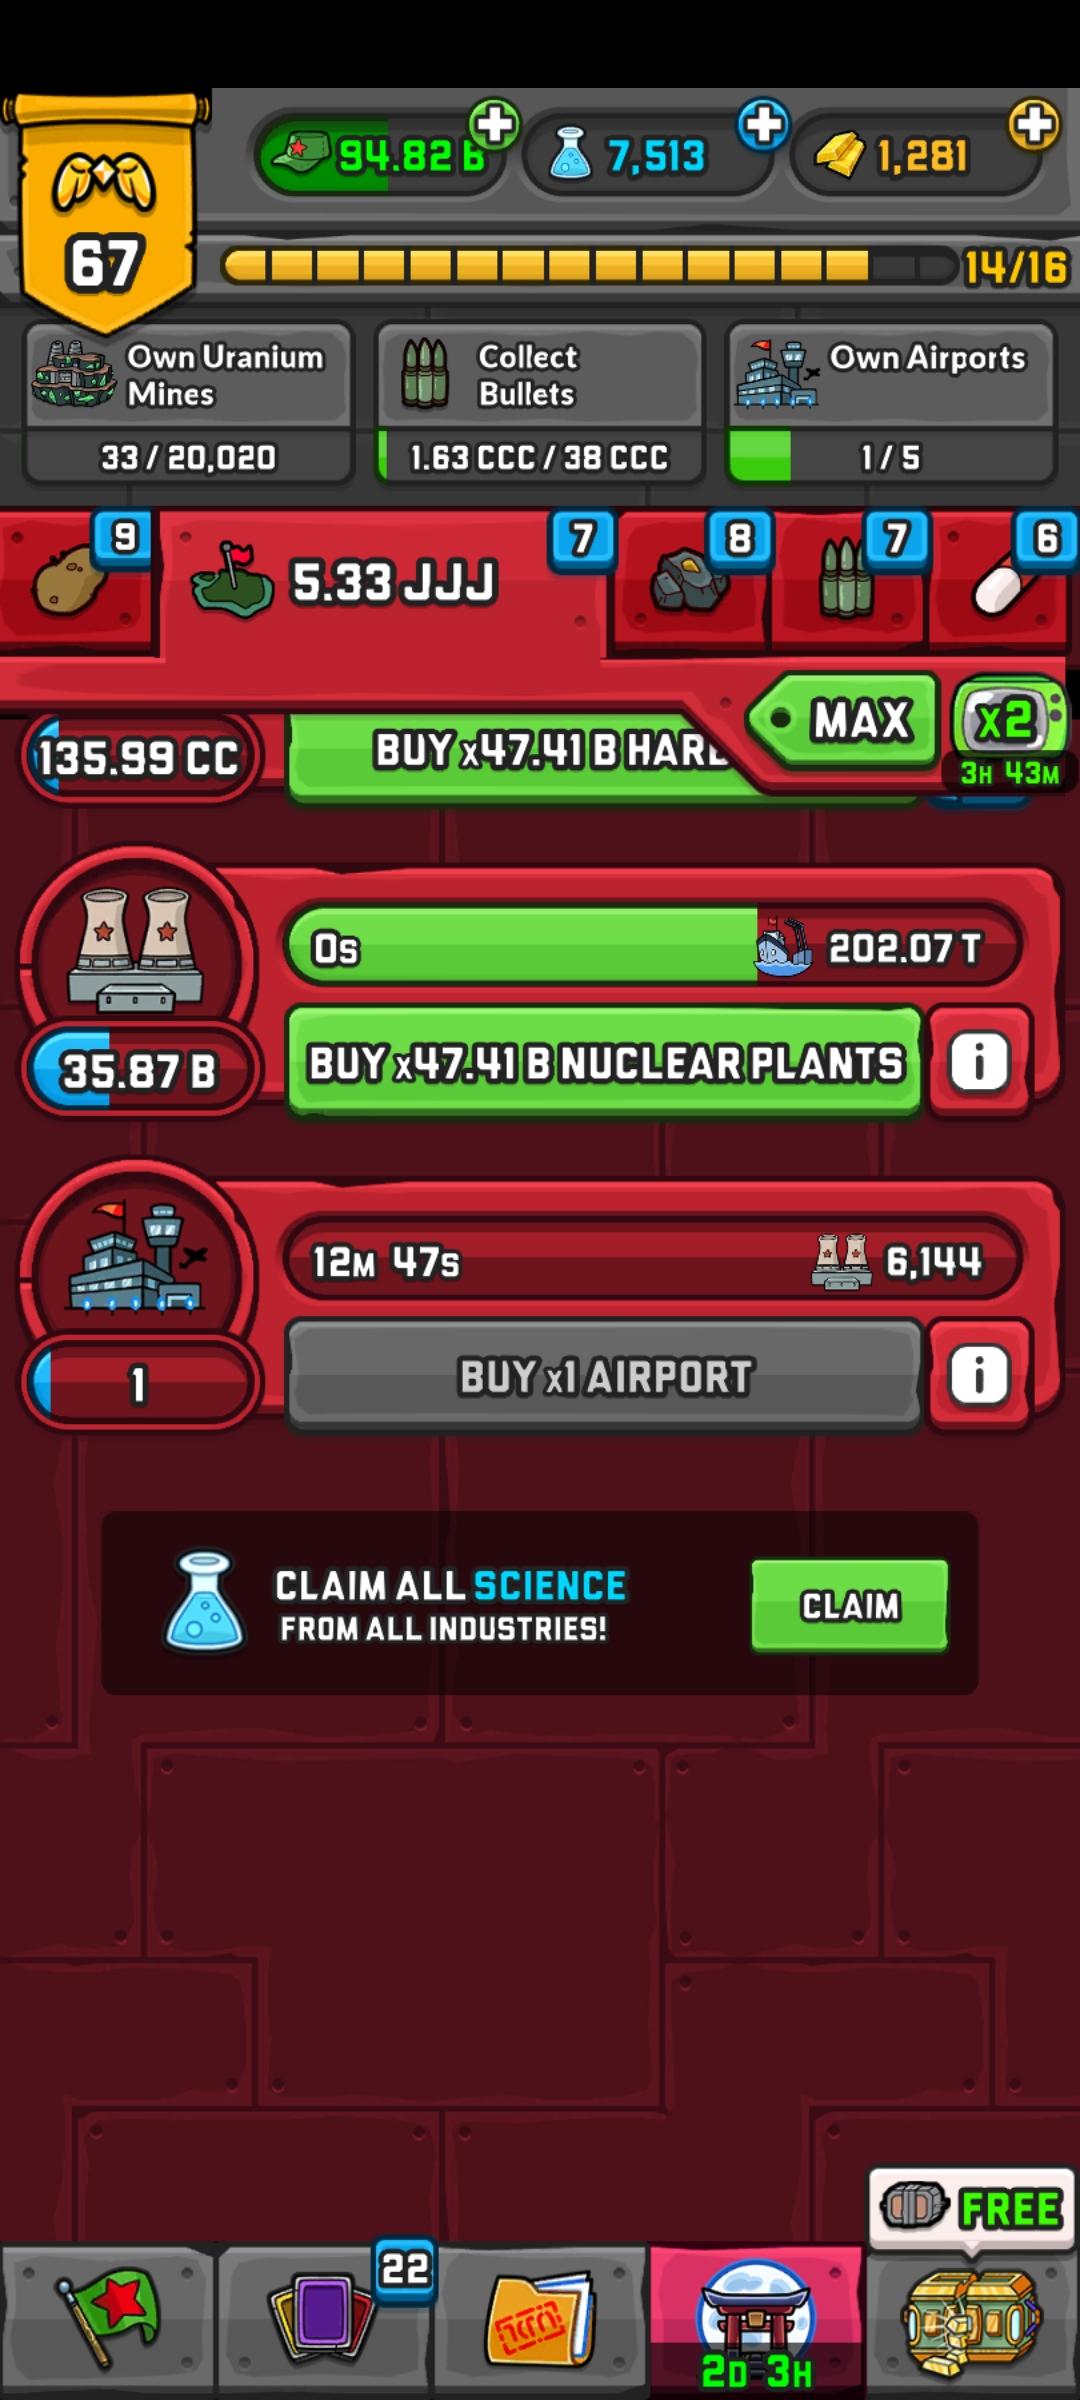 67
94.82 B
7,513
1,281
14/16
Own Uranium
Mines
33 / 20,020
Collect
Bullets
1.63 CCC / 38 CCC
Own Airports
1 / 5
9
5.33 JJJ
7
8
7
6
MAX
x2
3H 43M
135.99 CC
BUY x47.41 B HARB
0s
202.07 T
35.87 B
BUY x47.41 B NUCLEAR PLANTS
i
12M 47s
6,144
1
BUY x1 AIRPORT
i
CLAIM ALL SCIENCE
FROM ALL INDUSTRIES!
CLAIM
FREE
22
2D 3H